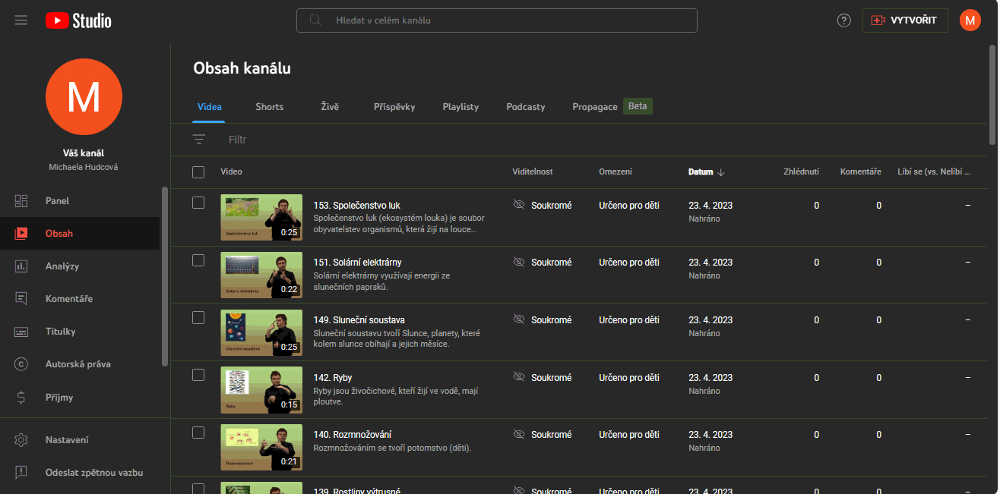 Studio
Hledat v celém kanálu
VYTVOŘIT
M
M
Váš kanál
Michaela Hudcová
Panel
Obsah
Analýzy
Komentáře
Titulky
Autorská práva
Příjmy
Nastavení
Odeslat zpětnou vazbu
Obsah kanálu
Videa Shorts Živě Příspěvky Playlisty Podcasty Propagace Beta
Filtr
Video Viditelnost Omezení Datum Zhlédnutí Komentáře Líbí se (vs. Nelíbí ...
Společenstvo luk
0:25
153. Společenstvo luk
Společenstvo luk (ekosystém louka) je soubor
obyvatelstev organismů, která žijí na louce...
Soukromé Určeno pro děti 23. 4. 2023 0 0 –
Nahráno
Solární elektrárny
0:22
151. Solární elektrárny
Solární elektrárny využívají energii ze
slunečních paprsků.
Soukromé Určeno pro děti 23. 4. 2023 0 0 –
Nahráno
Sluneční soustava
0:25
149. Sluneční soustava
Sluneční soustavu tvoří Slunce, planety, které
kolem slunce obíhají a jejich měsíce.
Soukromé Určeno pro děti 23. 4. 2023 0 0 –
Nahráno
Ryby
0:15
142. Ryby
Ryby jsou živočichové, kteří žijí ve vodě, mají
ploutve.
Soukromé Určeno pro děti 23. 4. 2023 0 0 –
Nahráno
Rozmnožování
0:21
140. Rozmnožování
Rozmnožováním se tvoří potomstvo (děti).
Soukromé Určeno pro děti 23. 4. 2023 0 0 –
Nahráno
139. Rostliny výtrusné
Soukromé Určeno pro děti 23. 4. 2023 0 0 –